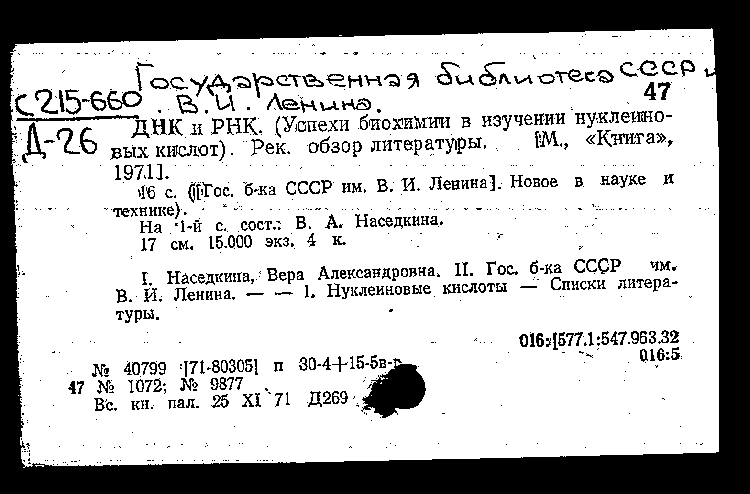 Государственная библиотека СССР и
С 215-660 . В. И. Ленина. 47
Д-26 ДНК и РНК. (Успехи биохимии в изучении нуклеино-
вых кислот). Рек. обзор литературы. [М., «Книга»,
1971].
16 с. ([Гос. б-ка СССР им. В. И. Ленина]. Новое в науке и
технике).
На 1-й с. сост.: В. А. Наседкина.
17 см. 15.000 экз. 4 к.
I. Наседкина, Вера Александровна. II. Гос. б-ка СССР им.
В. И. Ленина. — — 1. Нуклеиновые кислоты — Списки литера-
туры.
016:[577.1:547.963.32
016:5
№ 40799 [71-80305] п 30-4+15-5в-г
47 № 1072; № 9877
Вс. кн. пал. 25 XI 71 Д269